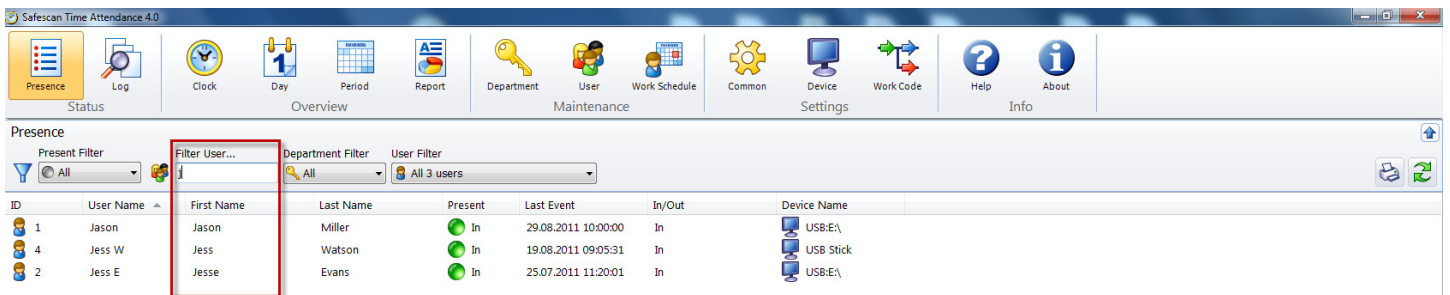 Safescan Time Attendance 4.0
Presence Log Clock Day Period Report Department User Work Schedule Common Device Work Code Help About
Status Overview Maintenance Settings Info
Presence
Present Filter Filter User... Department Filter User Filter
All j All All 3 users
ID User Name First Name Last Name Present Last Event In/Out Device Name
1 Jason Jason Miller In 29.08.2011 10:00:00 In USB:E:\
4 Jess W Jess Watson In 19.08.2011 09:05:31 In USB Stick
2 Jess E Jesse Evans In 25.07.2011 11:20:01 In USB:E:\